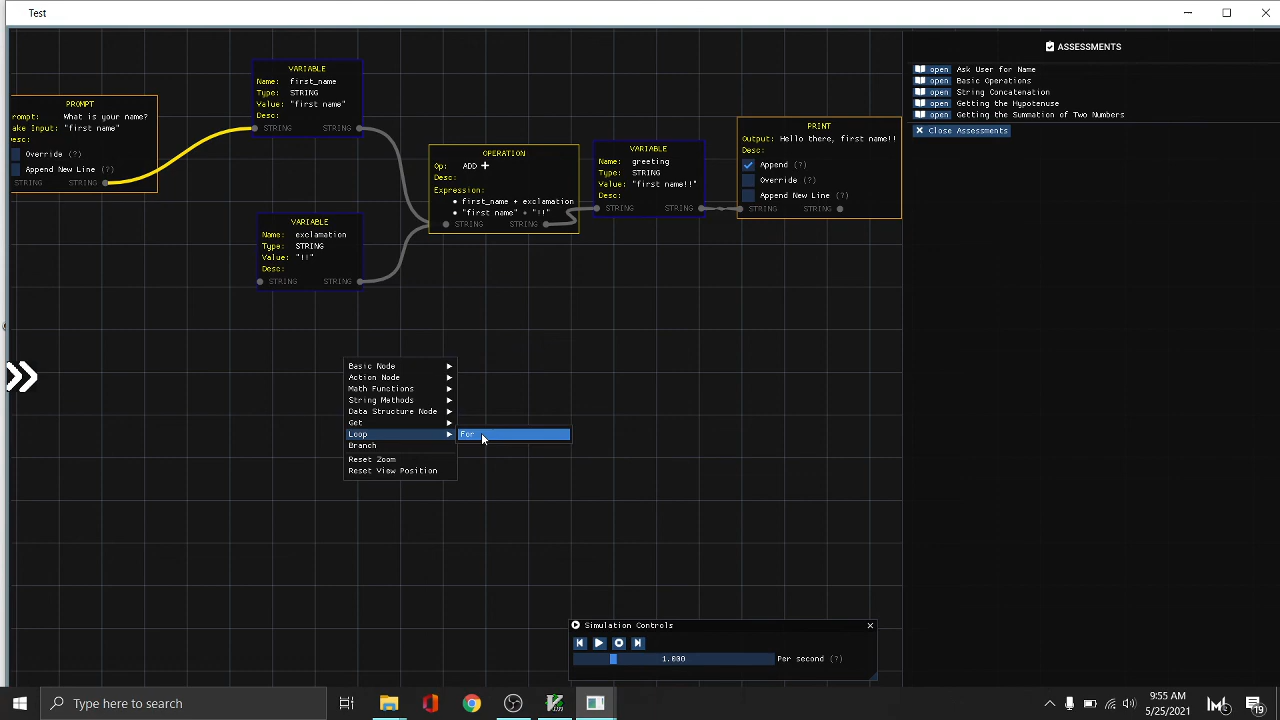 Test
PROMPT
rompt: What is your name?
ake Input: "first name"
esc:
Override (?)
Append New Line (?)
STRING STRING
VARIABLE
Name: first_name
Type: STRING
Value: "first name"
Desc:
STRING STRING
VARIABLE
Name: exclamation
Type: STRING
Value: "!!"
Desc:
STRING STRING
OPERATION
Op: ADD +
Desc:
Expression:
first_name + exclamation
"first name" + "!!"
STRING STRING
VARIABLE
Name: greeting
Type: STRING
Value: "first name!!"
Desc:
STRING STRING
PRINT
Output: Hello there, first name!!
Desc:
Append (?)
Override (?)
Append New Line (?)
STRING STRING
ASSESSMENTS
open Ask User for Name
open Basic Operations
open String Concatenation
open Getting the Hypotenuse
open Getting the Summation of Two Numbers
Close Assessments
Basic Node
Action Node
Math Functions
String Methods
Data Structure Node
Get
Loop
For
Branch
Reset Zoom
Reset View Position
Simulation Controls
1.000 Per second (?)
Type here to search
9:55 AM
5/25/2021
19